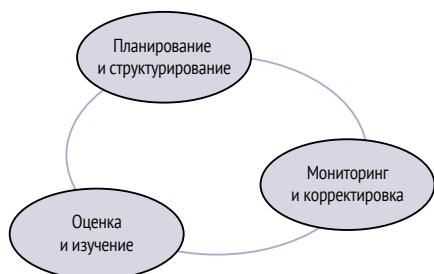 Планирование
и структурирование
Мониторинг
и корректировка
Оценка
и изучение